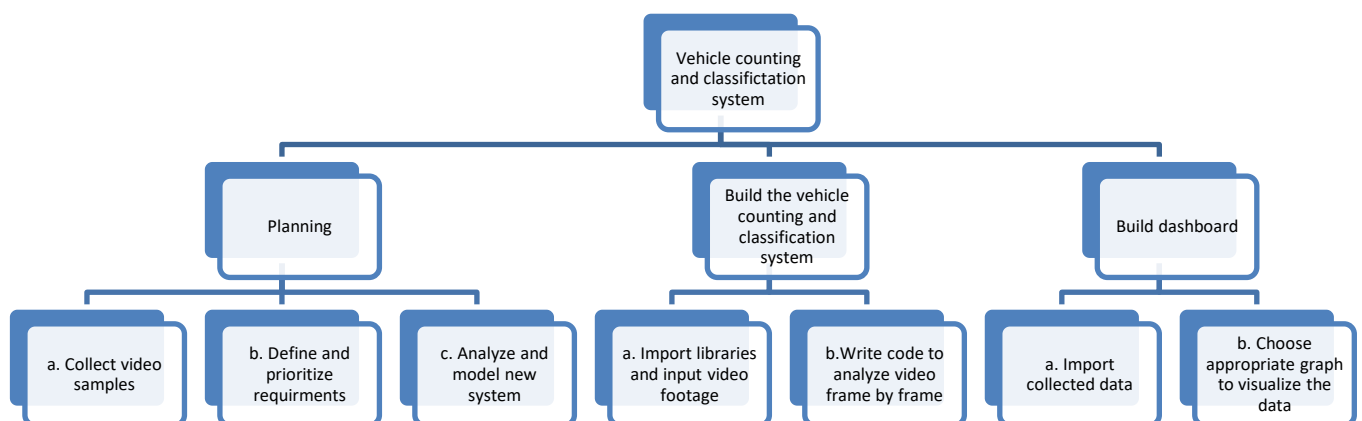 Vehicle counting
and classifictation
system
Planning
Build the vehicle
counting and
classification
system
Build dashboard
a. Collect video
samples
b. Define and
prioritize
requirments
c. Analyze and
model new
system
a. Import libraries
and input video
footage
b.Write code to
analyze video
frame by frame
a. Import
collected data
b. Choose
appropriate graph
to visualize the
data